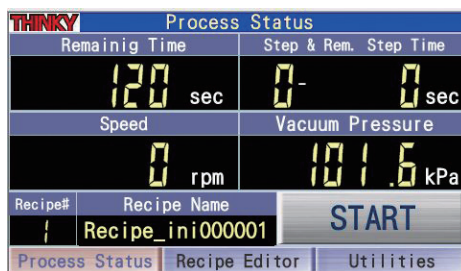 THINKY Process Status
Remainig Time Step & Rem. Step Time
120 sec 0- 0 sec
Speed Vacuum Pressure
0 rpm 101.6 kPa
Recipe# Recipe Name START
1 Recipe_ini000001
Process Status Recipe Editor Utilities